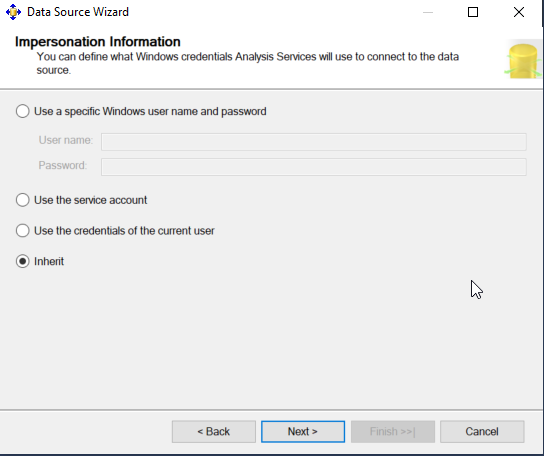 Data Source Wizard
Impersonation Information
You can define what Windows credentials Analysis Services will use to connect to the data
source.
Use a specific Windows user name and password
User name:
Password:
Use the service account
Use the credentials of the current user
Inherit
< Back
Next >
Finish >>|
Cancel